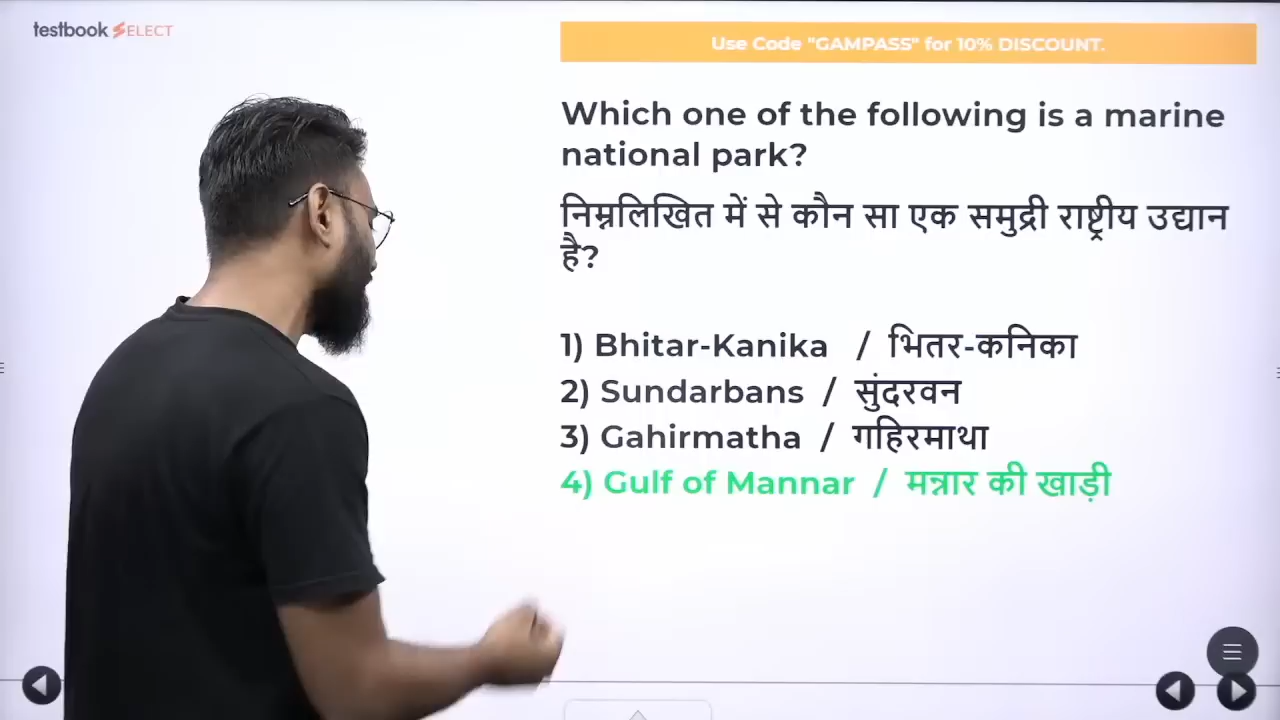 testbook SELECT
Use Code "GAMPASS" for 10% DISCOUNT.
Which one of the following is a marine
national park?
निम्नलिखित में से कौन सा एक समुद्री राष्ट्रीय उद्यान
है?
1) Bhitar-Kanika / भितर-कनिका
2) Sundarbans / सुंदरवन
3) Gahirmatha / गहिरमाथा
4) Gulf of Mannar / मन्नार की खाड़ी